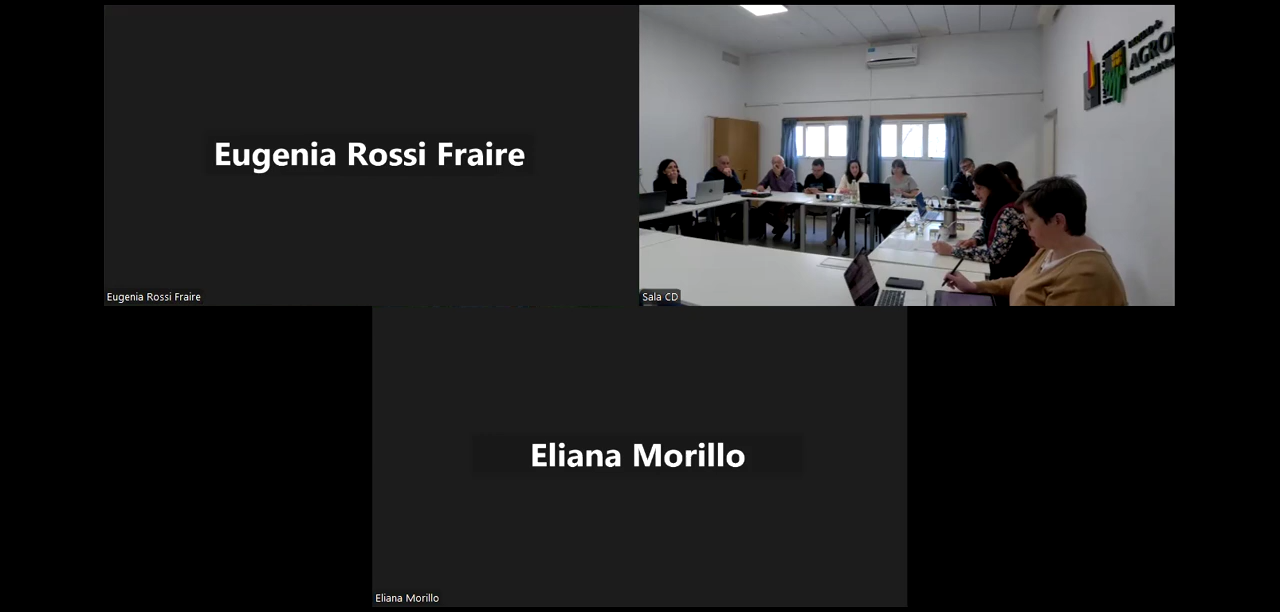 Eugenia Rossi Fraire
Eugenia Rossi Fraire
AGRO
Sala CD
Eliana Morillo
Eliana Morillo